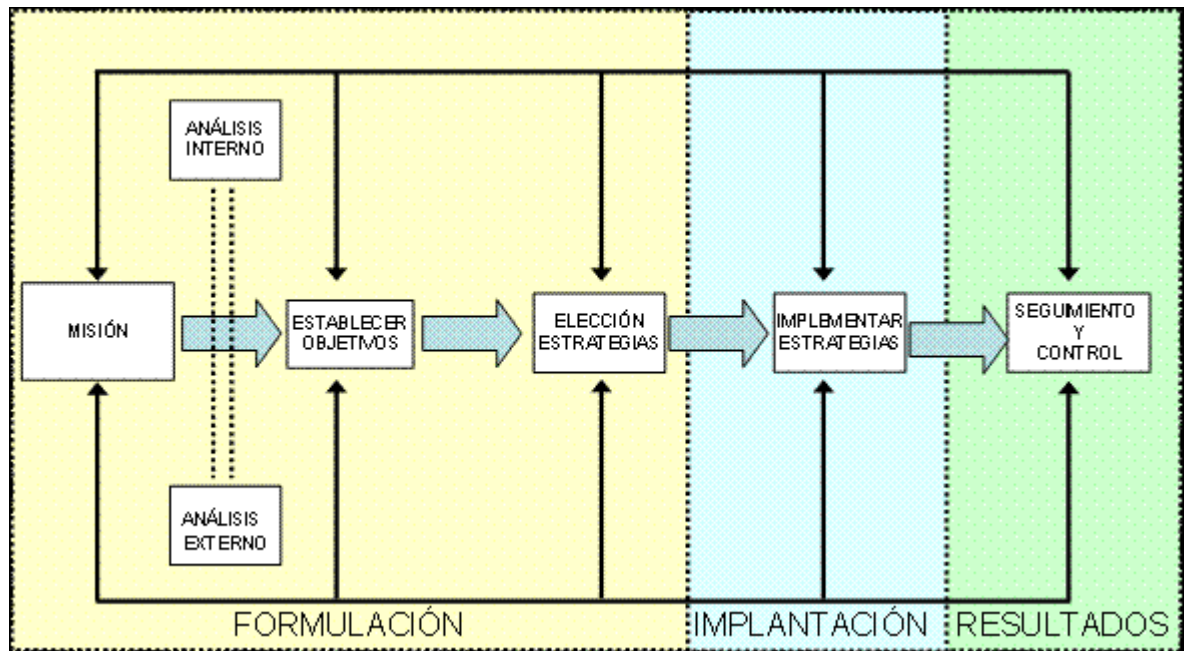 ANÁLISIS
INTERNO
MISIÓN
ESTABLECER
OBJETIVOS
ELECCIÓN
ESTRATEGIAS
IMPLEMENTAR
ESTRATEGIAS
SEGUIMIENTO
Y
CONTROL
ANÁLISIS
EXTERNO
FORMULACIÓN
IMPLANTACIÓN
RESULTADOS